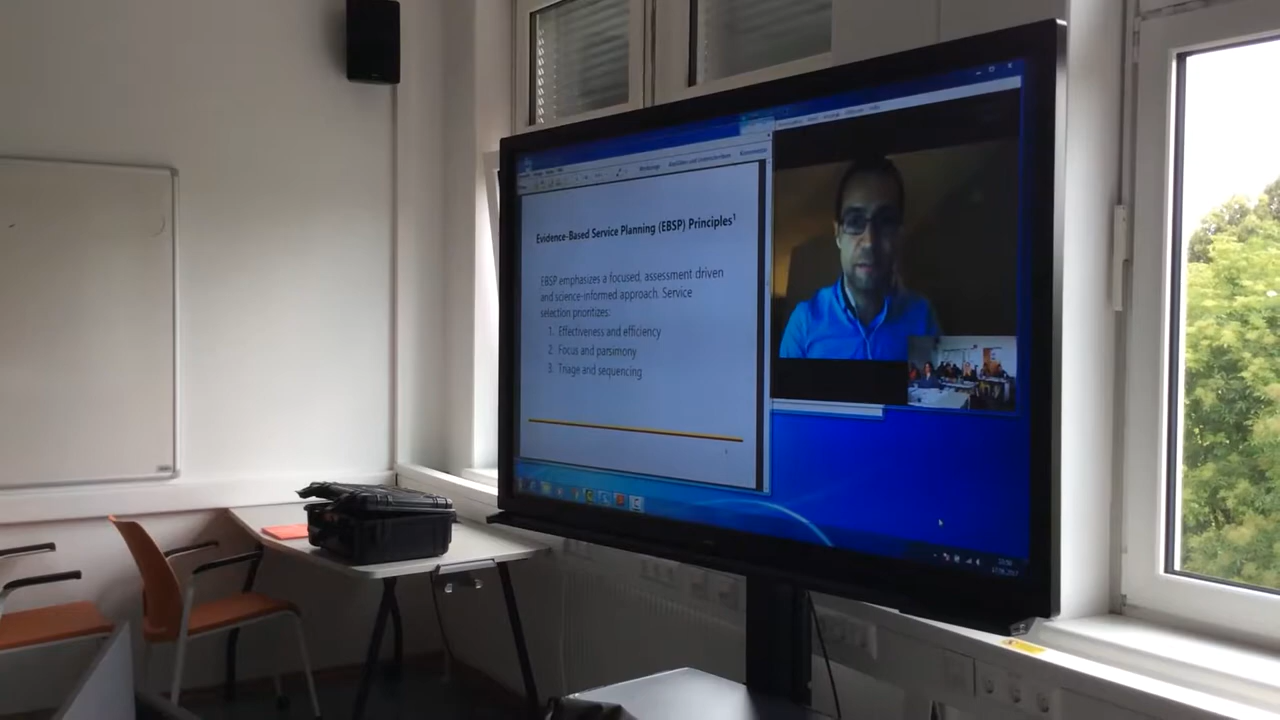 Evidence-Based Service Planning (EBSP) Principles¹
EBSP emphasizes a focused, assessment driven
and science-informed approach. Service
selection prioritizes:
1. Effectiveness and efficiency
2. Focus and parsimony
3. Triage and sequencing